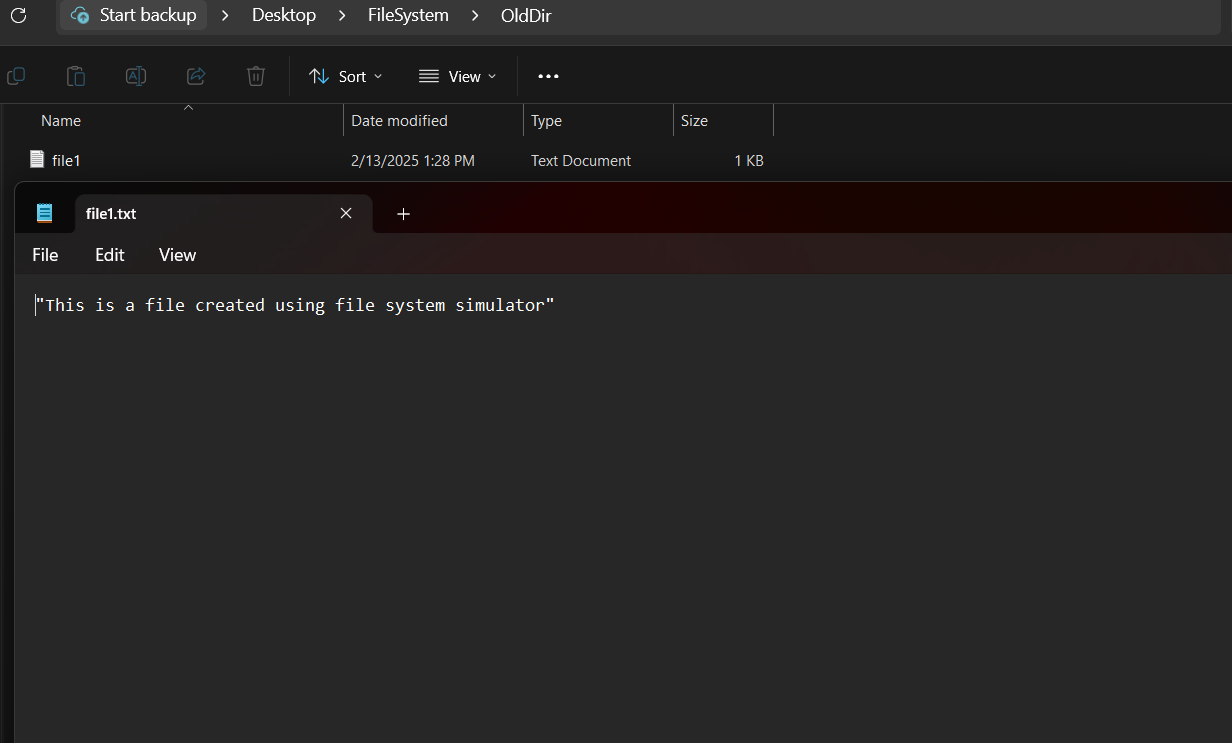 Start backup > Desktop > FileSystem > OldDir
Sort View ...
Name Date modified Type Size
file1 2/13/2025 1:28 PM Text Document 1 KB
file1.txt
File Edit View
"This is a file created using file system simulator"